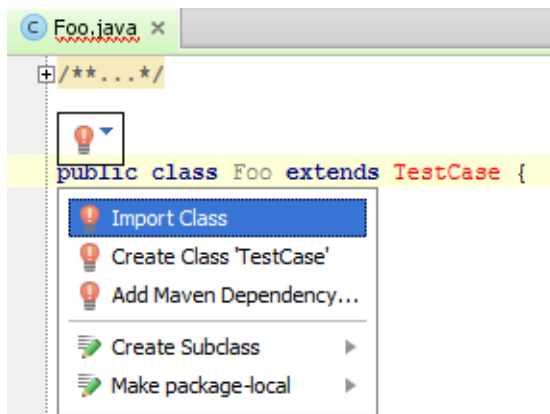 C Foo.java ×
/**...*/
public class Foo extends TestCase {
Import Class
Create Class 'TestCase'
Add Maven Dependency...
Create Subclass
Make package-local